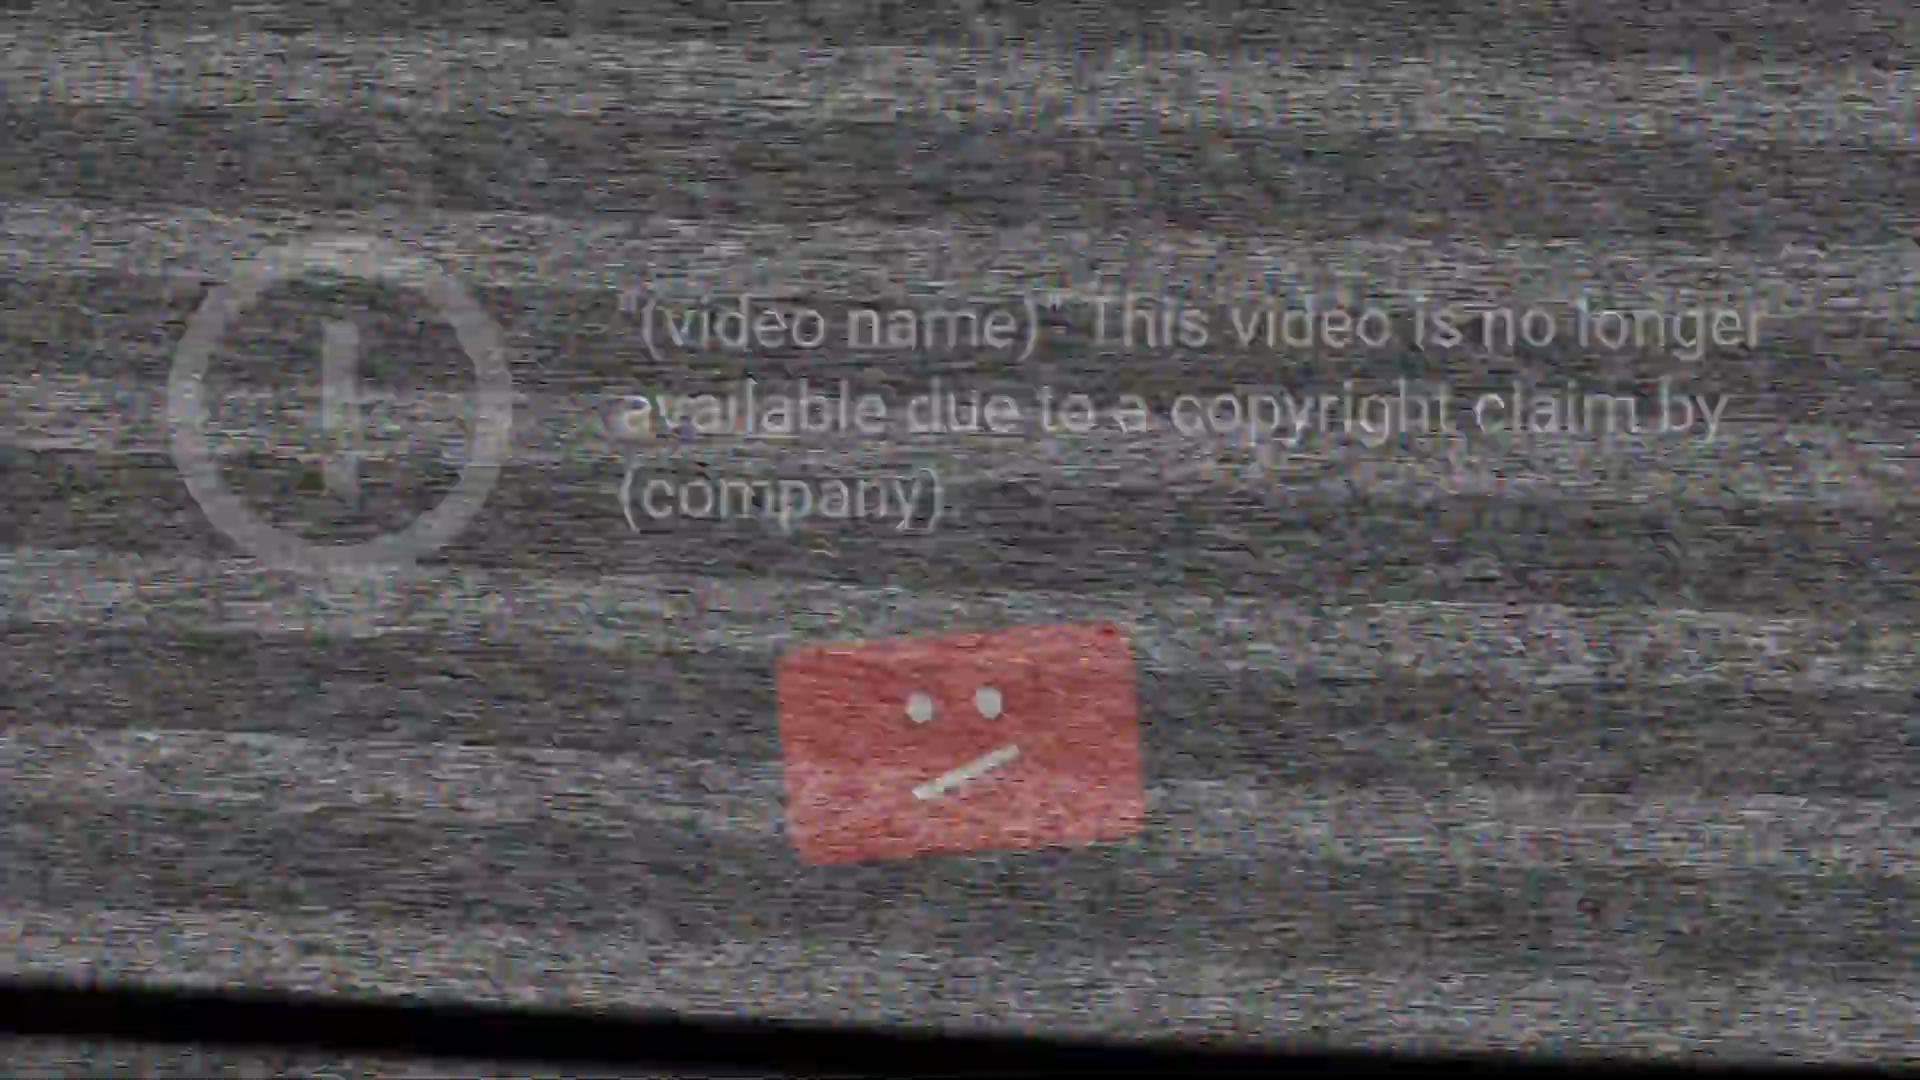 "(video name)" This video is no longer
available due to a copyright claim by
(company)